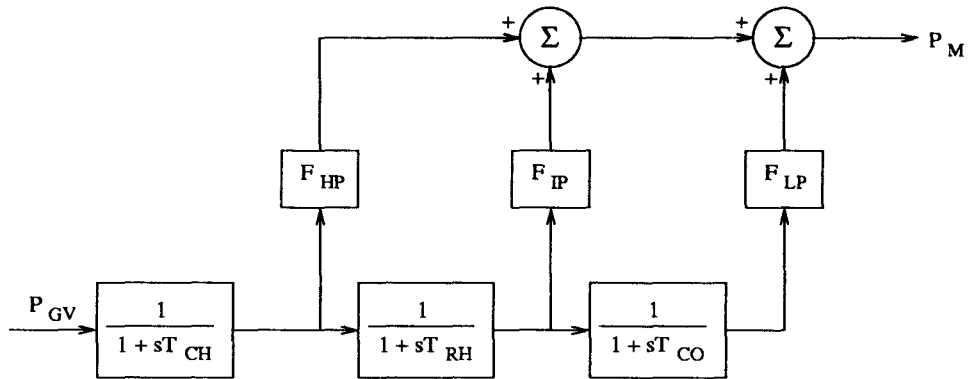 + Σ + Σ P M
+ +
F HP F IP F LP
P GV 1 1 1
1 + sT CH 1 + sT RH 1 + sT CO